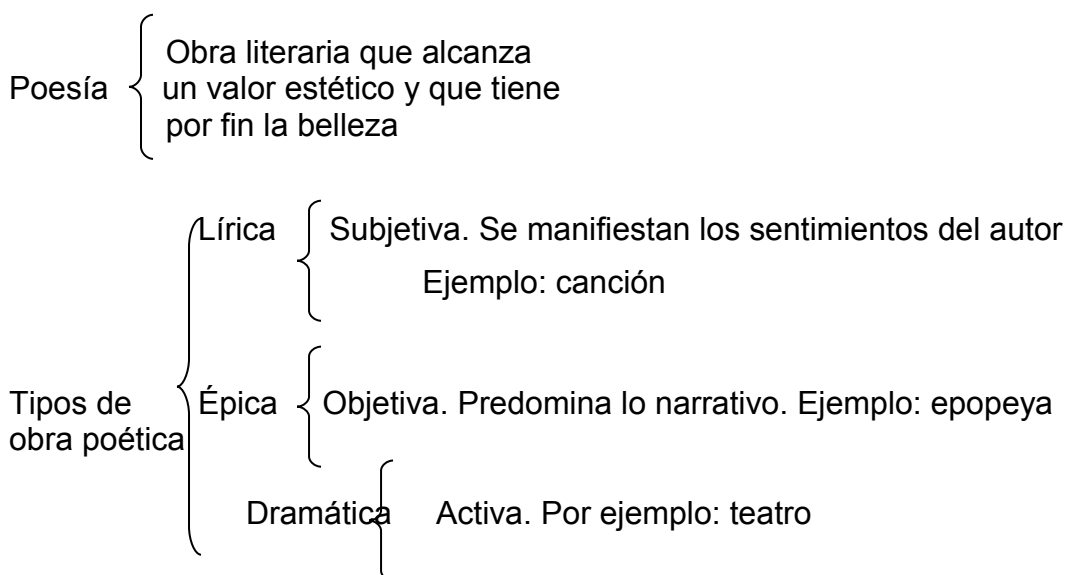 Obra literaria que alcanza
Poesía un valor estético y que tiene
por fin la belleza
Lírica Subjetiva. Se manifiestan los sentimientos del autor
Ejemplo: canción
Tipos de Épica Objetiva. Predomina lo narrativo. Ejemplo: epopeya
obra poética
Dramática Activa. Por ejemplo: teatro